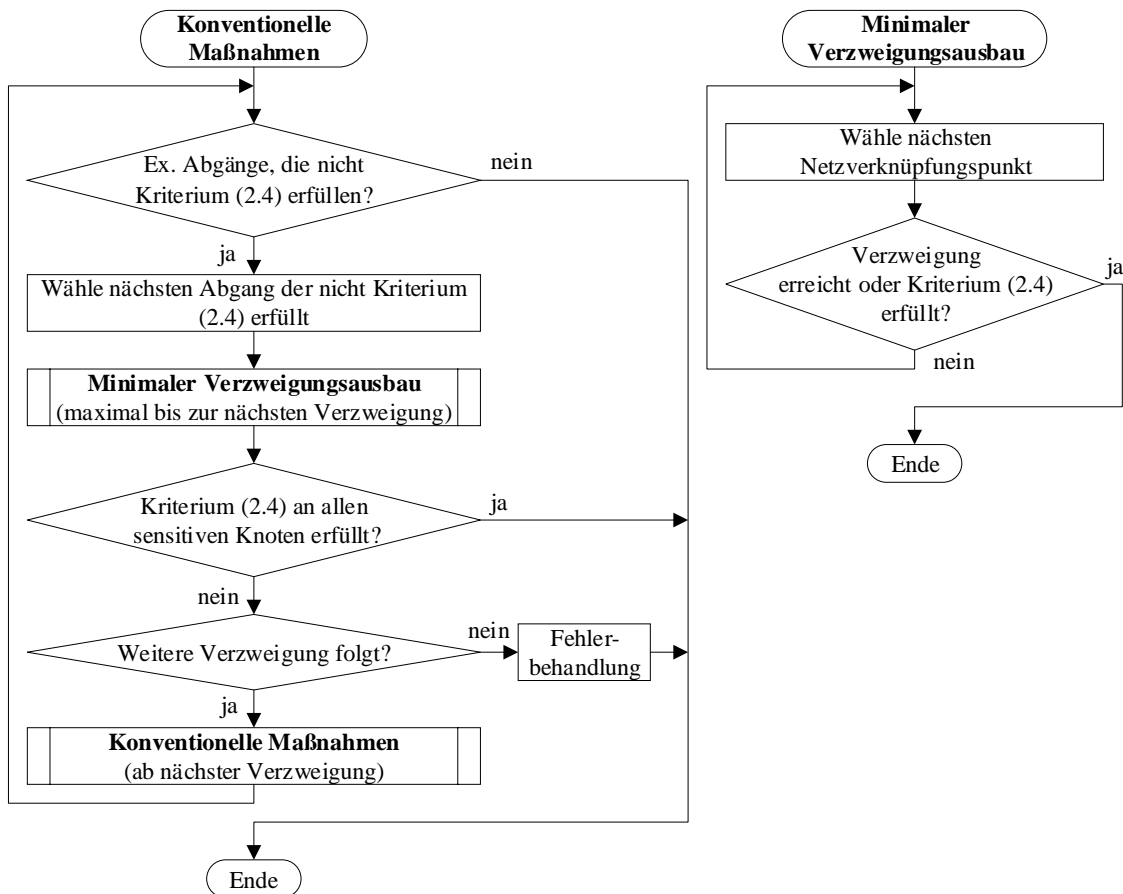 Konventionelle
Maßnahmen
Ex. Abgänge, die nicht
Kriterium (2.4) erfüllen?
nein
ja
Wähle nächsten Abgang der nicht Kriterium
(2.4) erfüllt
Minimaler Verzweigungsausbau
(maximal bis zur nächsten Verzweigung)
Kriterium (2.4) an allen
sensitiven Knoten erfüllt?
ja
nein
Weitere Verzweigung folgt?
nein
Fehler-
behandlung
ja
Konventionelle Maßnahmen
(ab nächster Verzweigung)
Ende
Minimaler
Verzweigungsausbau
Wähle nächsten
Netzverknüpfungspunkt
Verzweigung
erreicht oder Kriterium (2.4)
erfüllt?
ja
nein
Ende